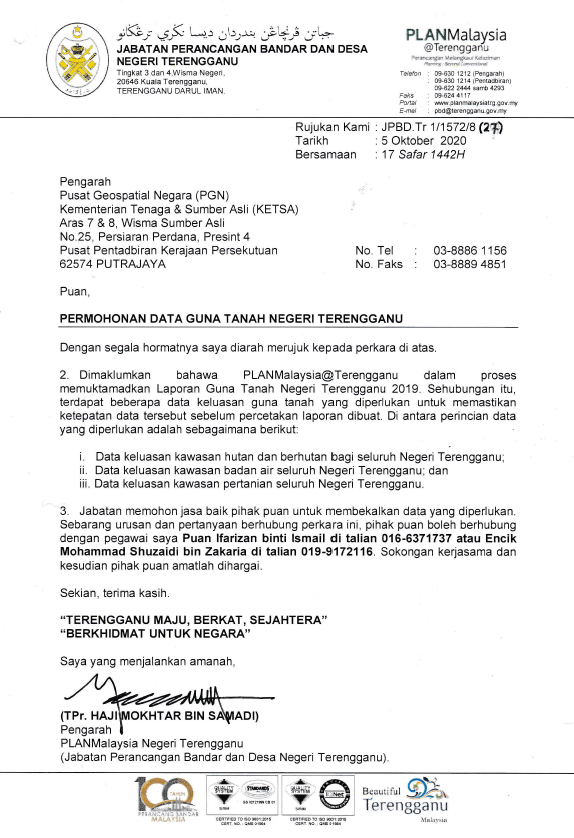 جباتن ڤرنچاڠن بندر دان ديسا نݢري ترڠݢانو
JABATAN PERANCANGAN BANDAR DAN DESA
NEGERI TERENGGANU
Tingkat 3 dan 4,Wisma Negeri,
20646 Kuala Terengganu,
TERENGGANU DARUL IMAN.
PLANMalaysia
@Terengganu
Perancangan Melangkaui Kelaziman
Planning : Beyond Conventional
Telefon : 09-630 1212 (Pengarah)
: 09-630 1214 (Pentadbiran)
09-622 2444 samb 4293
Faks : 09-624 4117
Portal : www.planmalaysiatrg.gov.my
E-mel : pbd@terengganu.gov.my
Rujukan Kami : JPBD.Tr 1/1572/8 (27)
Tarikh : 5 Oktober 2020
Bersamaan : 17 Safar 1442H
Pengarah
Pusat Geospatial Negara (PGN)
Kementerian Tenaga & Sumber Asli (KETSA)
Aras 7 & 8, Wisma Sumber Asli
No.25, Persiaran Perdana, Presint 4
Pusat Pentadbiran Kerajaan Persekutuan No. Tel : 03-8886 1156
62574 PUTRAJAYA No. Faks : 03-8889 4851
Puan,
PERMOHONAN DATA GUNA TANAH NEGERI TERENGGANU
Dengan segala hormatnya saya diarah merujuk kepada perkara di atas.
2. Dimaklumkan bahawa PLANMalaysia@Terengganu dalam proses
memuktamadkan Laporan Guna Tanah Negeri Terengganu 2019. Sehubungan itu,
terdapat beberapa data keluasan guna tanah yang diperlukan untuk memastikan
ketepatan data tersebut sebelum percetakan laporan dibuat. Di antara perincian data
yang diperlukan adalah sebagaimana berikut:
i. Data keluasan kawasan hutan dan berhutan bagi seluruh Negeri Terengganu;
ii. Data keluasan kawasan badan air seluruh Negeri Terengganu; dan
iii. Data keluasan kawasan pertanian seluruh Negeri Terengganu.
3. Jabatan memohon jasa baik pihak puan untuk membekalkan data yang diperlukan.
Sebarang urusan dan pertanyaan berhubung perkara ini, pihak puan boleh berhubung
dengan pegawai saya Puan Ifarizan binti Ismail di talian 016-6371737 atau Encik
Mohammad Shuzaidi bin Zakaria di talian 019-9172116. Sokongan kerjasama dan
kesudian pihak puan amatlah dihargai.
Sekian, terima kasih.
“TERENGGANU MAJU, BERKAT, SEJAHTERA”
“BERKHIDMAT UNTUK NEGARA”
Saya yang menjalankan amanah,
(TPr. HAJI MOKHTAR BIN SAMADI)
Pengarah
PLANMalaysia Negeri Terengganu
(Jabatan Perancangan Bandar dan Desa Negeri Terengganu).
100 TAHUN
PERANCANG BANDAR
MALAYSIA
QUALITY
SYSTEM
SIRIM
STANDARDS
CERTIFIED TO ISO 9001:2015
QUALITY
SYSTEM
SIRIM
IQNet
CERTIFIED TO ISO 9001:2015
Beautiful
Terengganu
Malaysia